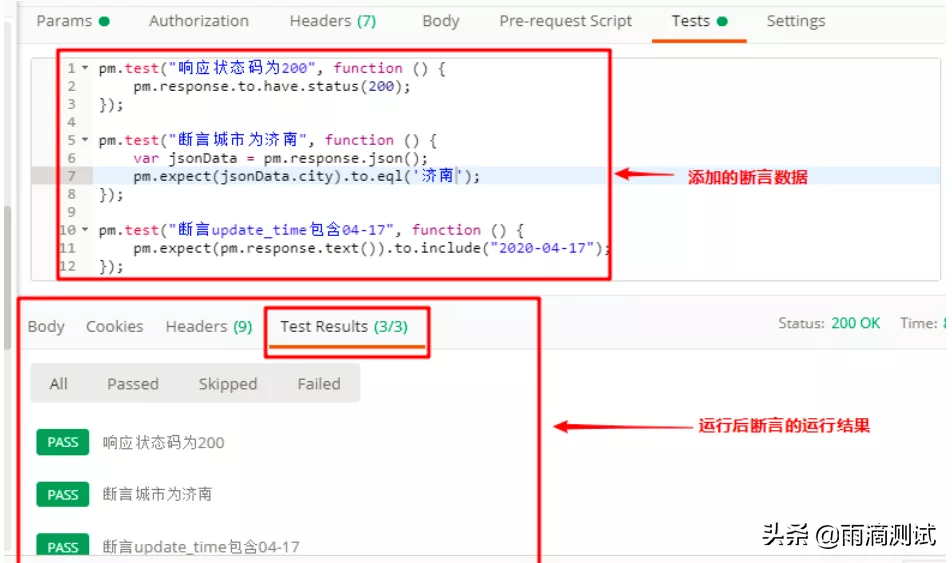 Params Authorization Headers (7) Body Pre-request Script Tests Settings
1 pm.test("响应状态码为200", function () {
2 pm.response.to.have.status(200);
3 });
4
5 pm.test("断言城市为济南", function () {
6 var jsonData = pm.response.json();
7 pm.expect(jsonData.city).to.eql('济南');
8 });
9
10 pm.test("断言update_time包含04-17", function () {
11 pm.expect(pm.response.text()).to.include("2020-04-17");
12 });
添加的断言数据
Body Cookies Headers (9) Test Results (3/3) Status: 200 OK Time:
All Passed Skipped Failed
PASS 响应状态码为200
运行后断言的运行结果
PASS 断言城市为济南
PASS 断言update_time包含04-17
头条 @雨滴测试